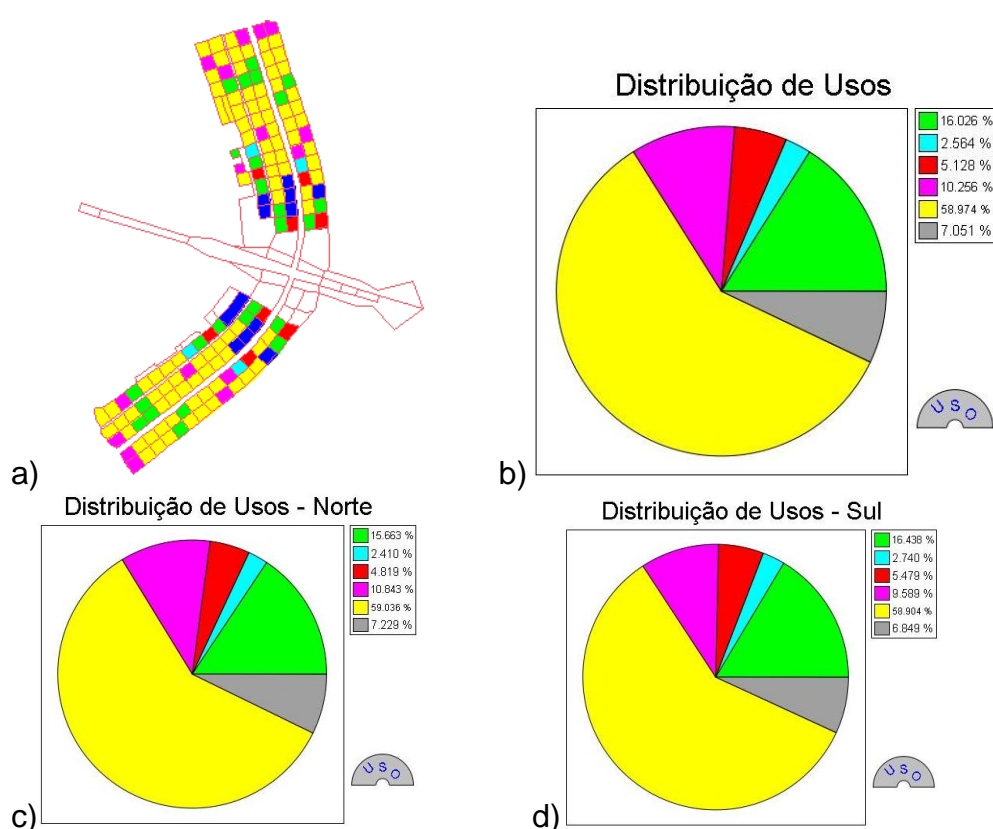 a)
Distribuição de Usos
16.026 %
2.564 %
5.128 %
10.256 %
58.974 %
7.051 %
USO
b)
Distribuição de Usos - Norte
15.663 %
2.410 %
4.819 %
10.843 %
59.036 %
7.229 %
USO
c)
Distribuição de Usos - Sul
16.438 %
2.740 %
5.479 %
9.589 %
58.904 %
6.849 %
USO
d)